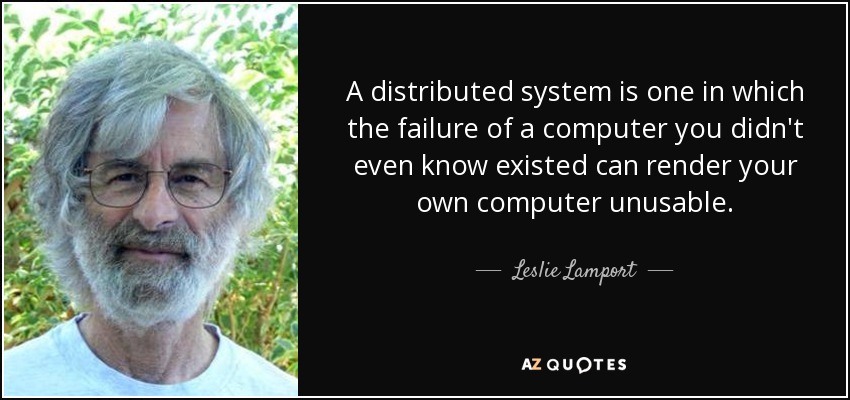 A distributed system is one in which
the failure of a computer you didn't
even know existed can render your
own computer unusable.
Leslie Lamport
AZ QUOTES